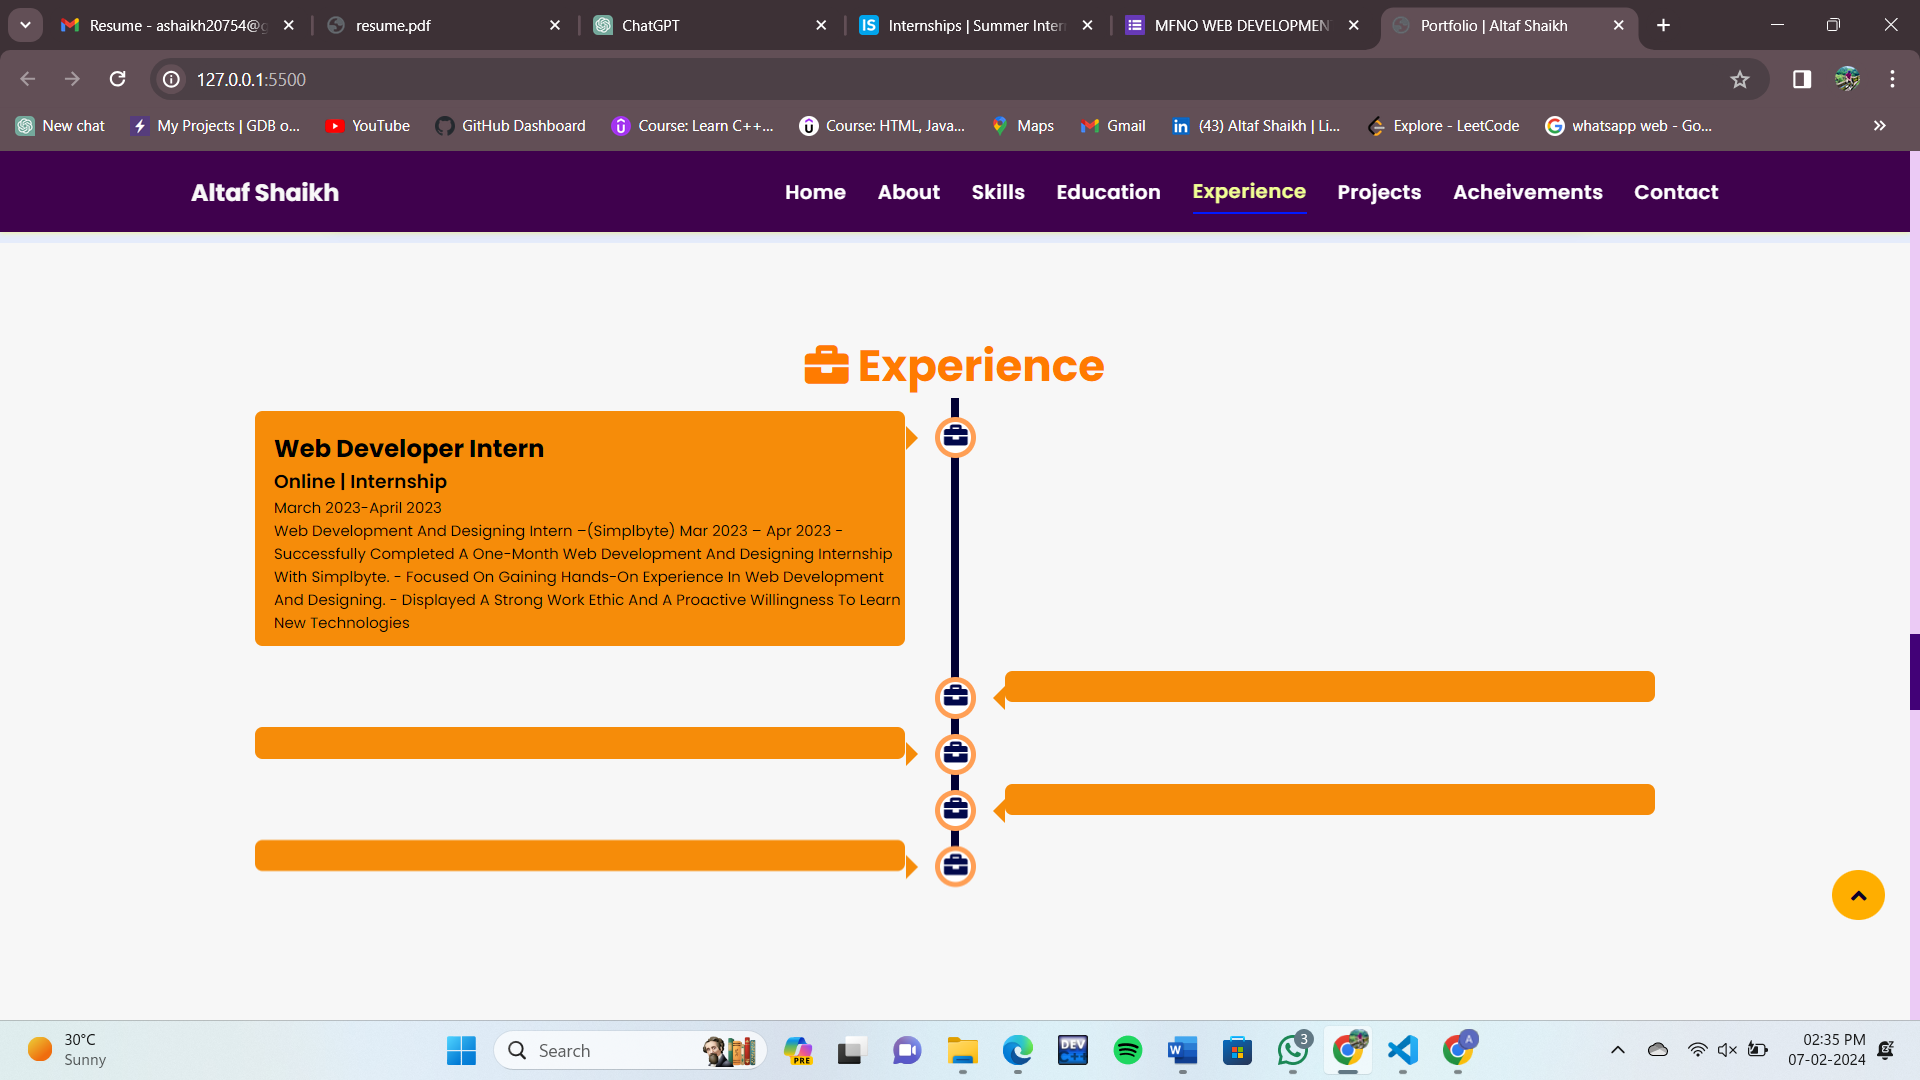 Resume - ashaikh20754@g
resume.pdf
ChatGPT
Internships | Summer Inter
MFNO WEB DEVELOPMEN
Portfolio | Altaf Shaikh
127.0.0.1:5500
New chat
My Projects | GDB o...
YouTube
GitHub Dashboard
Course: Learn C++...
Course: HTML, Java...
Maps
Gmail
(43) Altaf Shaikh | Li...
Explore - LeetCode
whatsapp web - Go...
Altaf Shaikh
Home
About
Skills
Education
Experience
Projects
Acheivements
Contact
Experience
Web Developer Intern
Online | Internship
March 2023-April 2023
Web Development And Designing Intern –(Simplbyte) Mar 2023 – Apr 2023 -
Successfully Completed A One-Month Web Development And Designing Internship
With Simplbyte. - Focused On Gaining Hands-On Experience In Web Development
And Designing. - Displayed A Strong Work Ethic And A Proactive Willingness To Learn
New Technologies
30°C
Sunny
Search
PRE
DEV
3
A
02:35 PM
07-02-2024